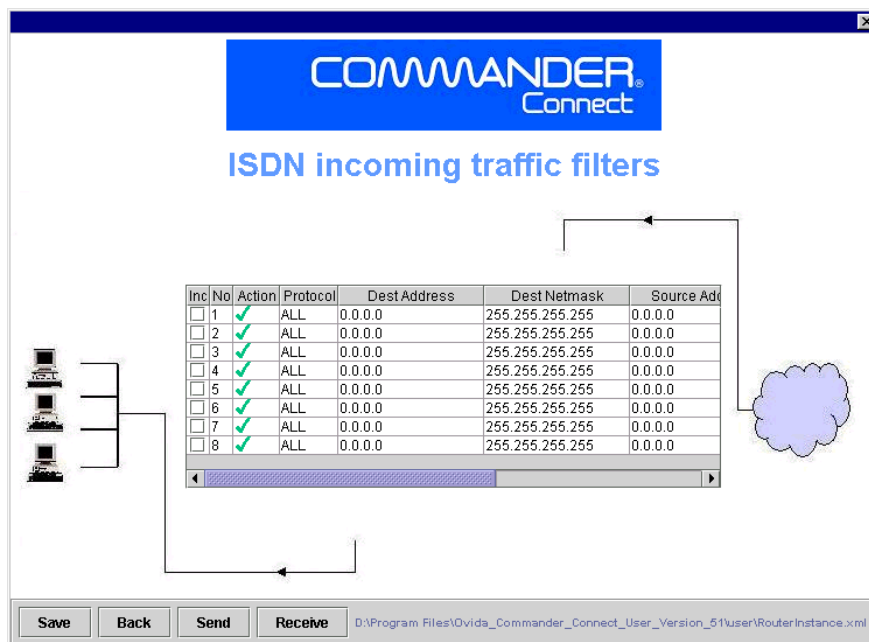 COMMANDER®
Connect
ISDN incoming traffic filters
Inc No Action Protocol Dest Address Dest Netmask Source Add
1 ALL 0.0.0.0 255.255.255.255 0.0.0.0
2 ALL 0.0.0.0 255.255.255.255 0.0.0.0
3 ALL 0.0.0.0 255.255.255.255 0.0.0.0
4 ALL 0.0.0.0 255.255.255.255 0.0.0.0
5 ALL 0.0.0.0 255.255.255.255 0.0.0.0
6 ALL 0.0.0.0 255.255.255.255 0.0.0.0
7 ALL 0.0.0.0 255.255.255.255 0.0.0.0
8 ALL 0.0.0.0 255.255.255.255 0.0.0.0
Save Back Send Receive D:\Program Files\Ovida_Commander_Connect_User_Version_51\user\RouterInstance.xml